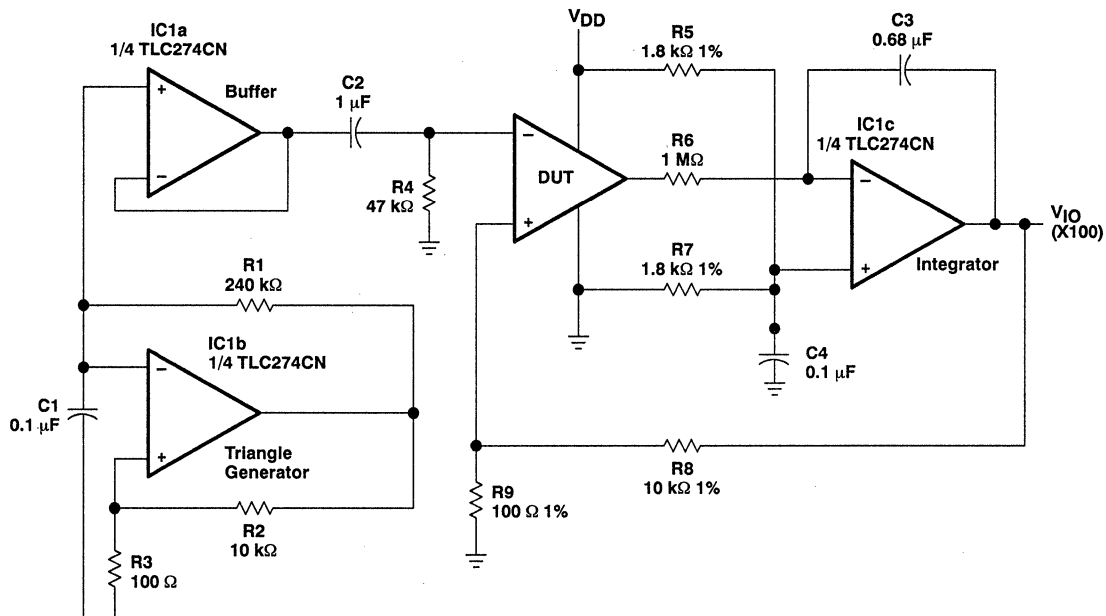 IC1a
1/4 TLC274CN
+
Buffer
−
C2
1 μF
R4
47 kΩ
VDD
R5
1.8 kΩ 1%
C3
0.68 μF
−
DUT
+
R6
1 MΩ
IC1c
1/4 TLC274CN
−
+
Integrator
VIO
(X100)
R7
1.8 kΩ 1%
C4
0.1 μF
R1
240 kΩ
IC1b
1/4 TLC274CN
−
+
C1
0.1 μF
Triangle
Generator
R2
10 kΩ
R3
100 Ω
R8
10 kΩ 1%
R9
100 Ω 1%